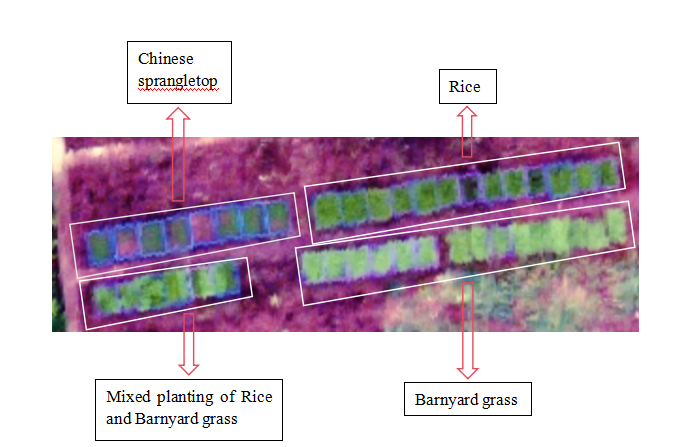 Chinese
sprangletop
Rice
Mixed planting of Rice
and Barnyard grass
Barnyard grass